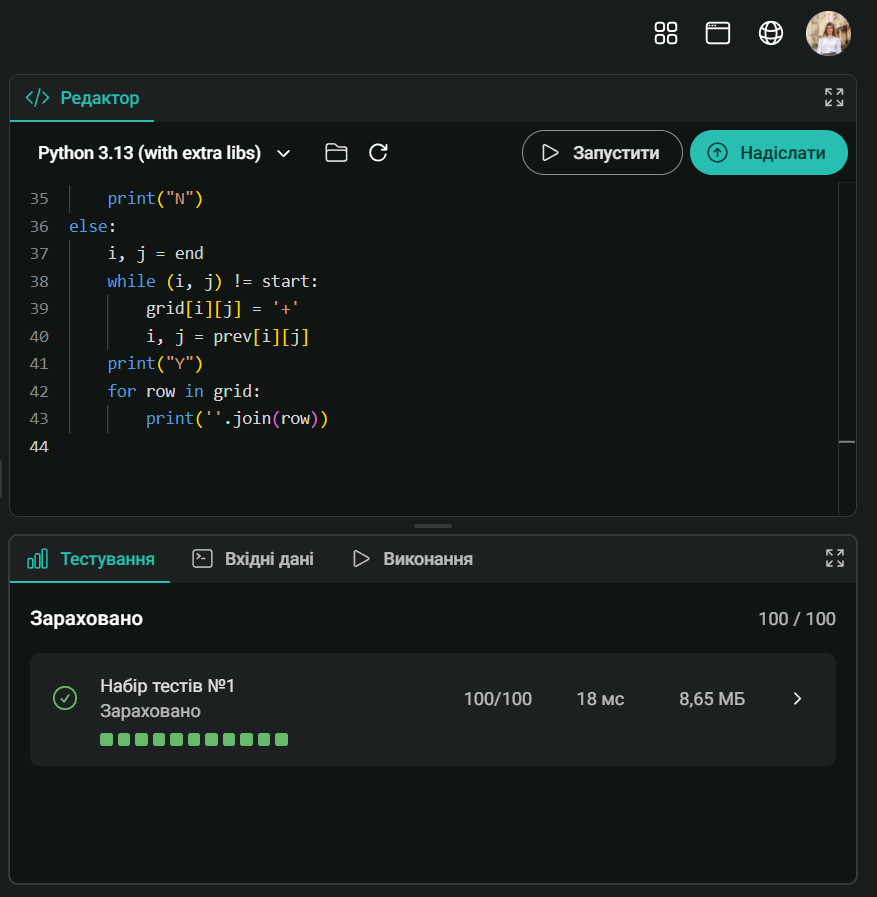 Редактор
Python 3.13 (with extra libs)
Запустити
Надіслати
35 print("N")
36 else:
37 i, j = end
38 while (i, j) != start:
39 grid[i][j] = '+'
40 i, j = prev[i][j]
41 print("Y")
42 for row in grid:
43 print(''.join(row))
44
Тестування
Вхідні дані
Виконання
Зараховано
100 / 100
Набір тестів №1
Зараховано
100/100
18 мс
8,65 МБ